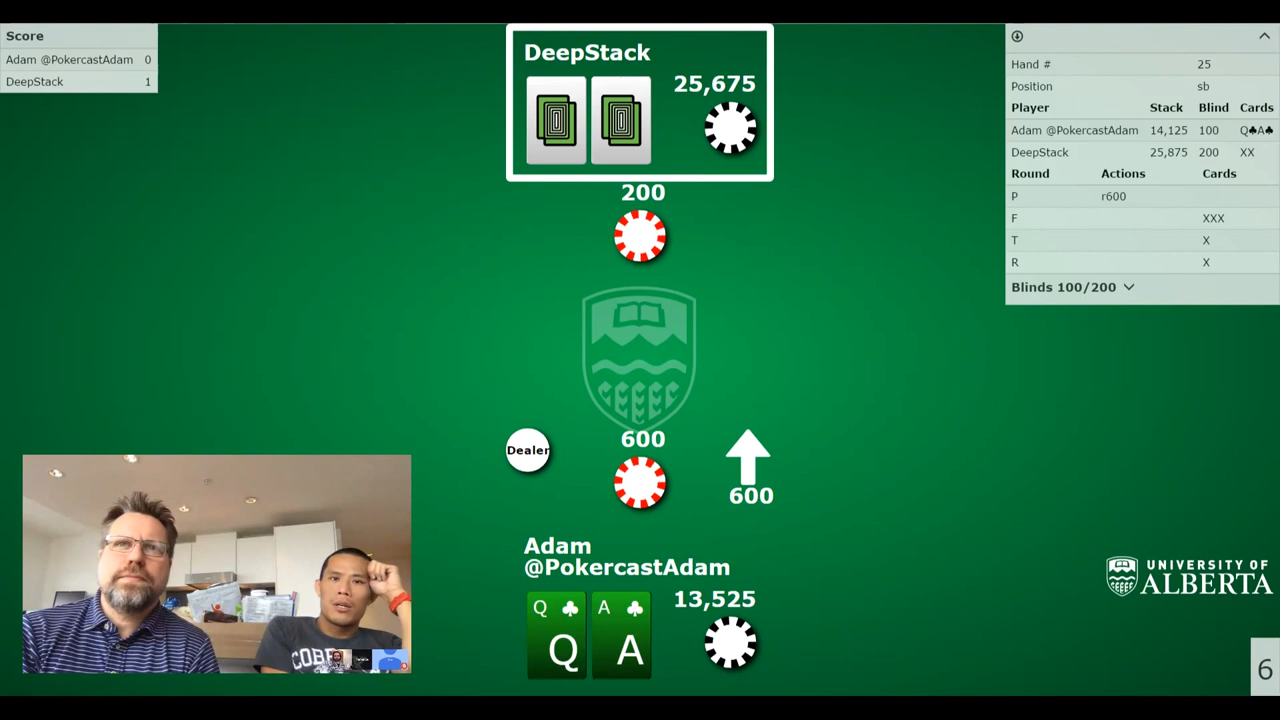 Score
Adam @PokercastAdam 0
DeepStack 1
DeepStack
25,675
200
Hand # 25
Position sb
Player Stack Blind Cards
Adam @PokercastAdam 14,125 100 Q♣A♣
DeepStack 25,875 200 XX
Round Actions Cards
P r600
F XXX
T X
R X
Blinds 100/200
Dealer
600
600
Adam
@PokercastAdam
13,525
Q♣ A♣
Q A
UNIVERSITY OF
ALBERTA
6